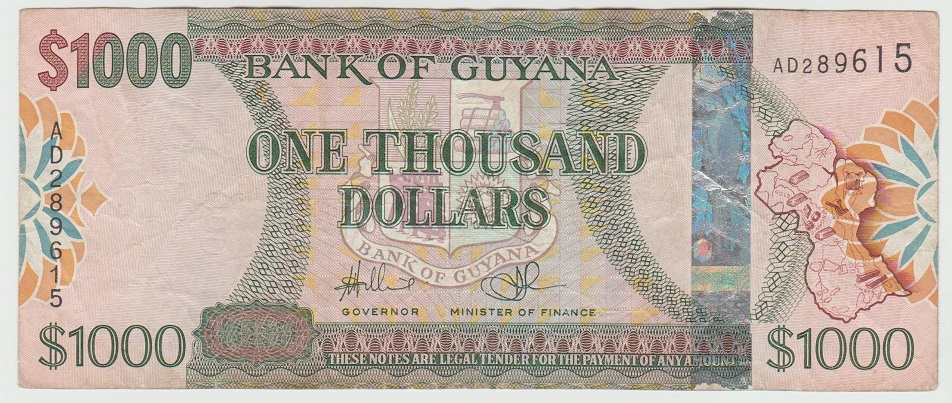 $1000
BANK OF GUYANA
AD289615
ONE THOUSAND
DOLLARS
AD289615
BANK OF GUYANA
GOVERNOR MINISTER OF FINANCE
$1000
THESE NOTES ARE LEGAL TENDER FOR THE PAYMENT OF ANY AMOUNT
$1000